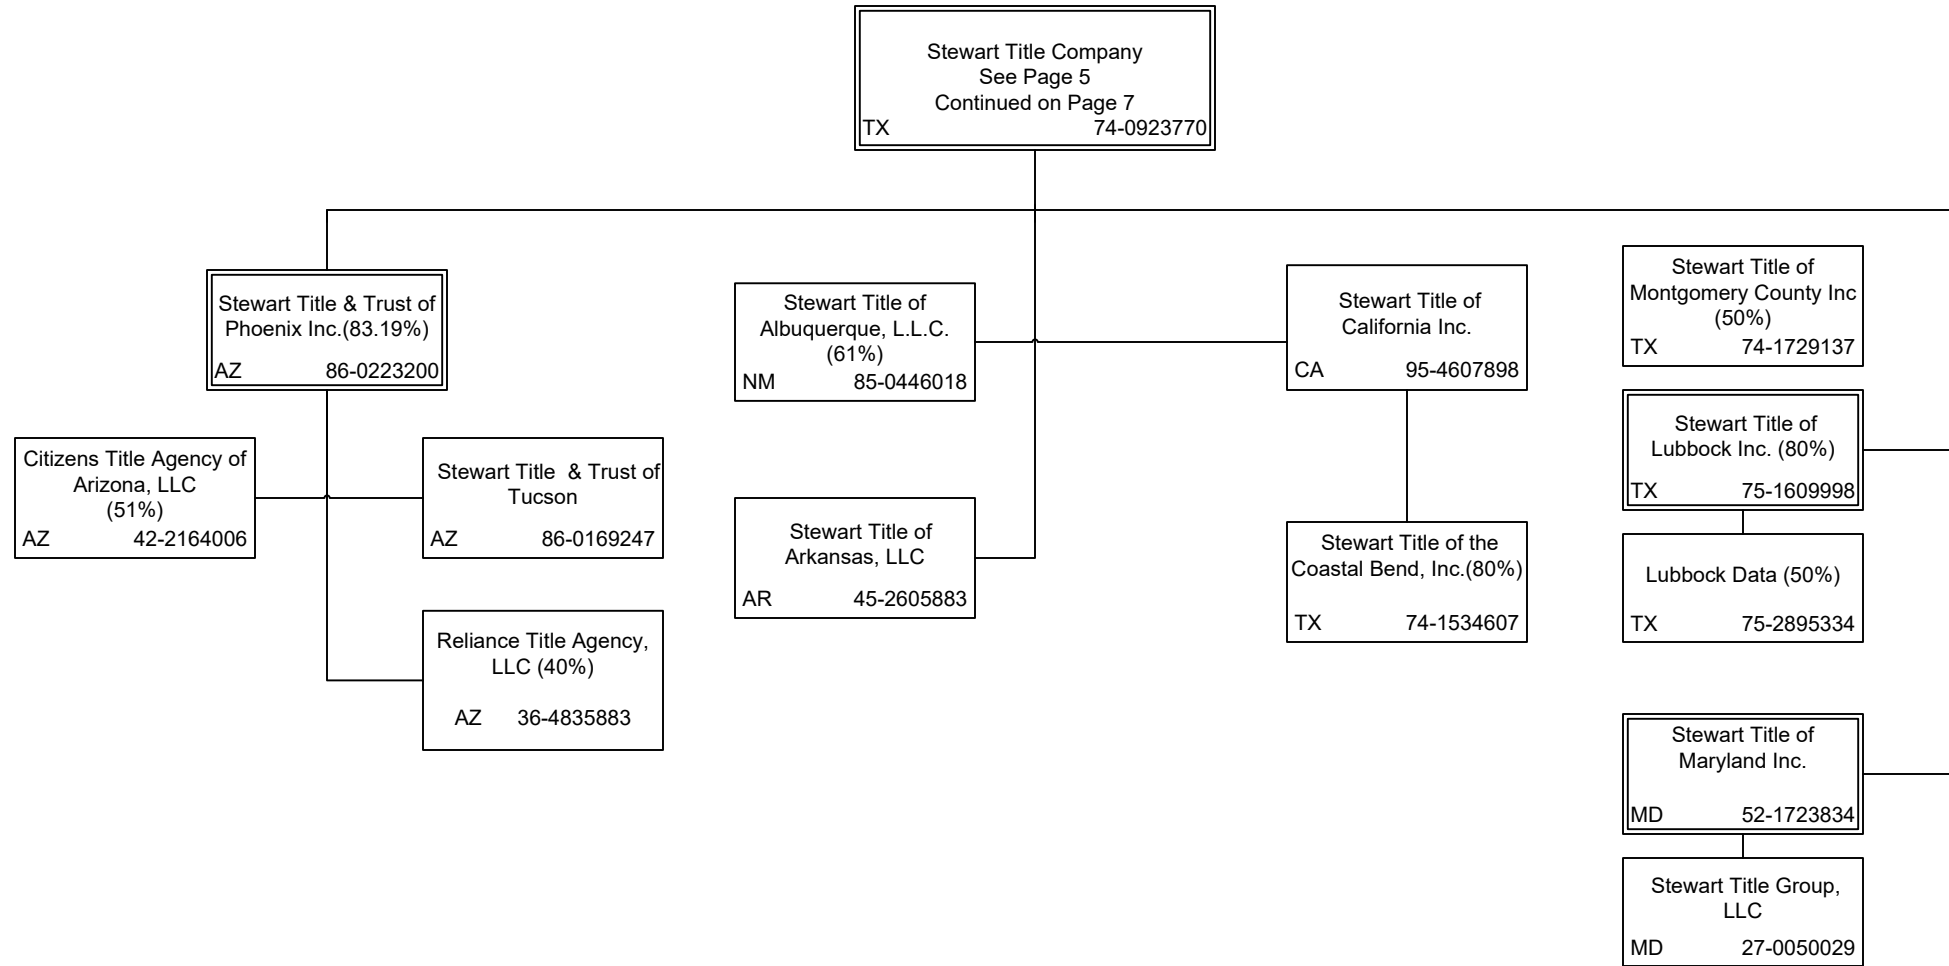 Stewart Title Company
See Page 5
Continued on Page 7
TX 74-0923770
Stewart Title & Trust of
Phoenix Inc.(83.19%)
AZ 86-0223200
Citizens Title Agency of
Arizona, LLC
(51%)
AZ 42-2164006
Stewart Title & Trust of
Tucson
AZ 86-0169247
Reliance Title Agency,
LLC (40%)
AZ 36-4835883
Stewart Title of
Albuquerque, L.L.C.
(61%)
NM 85-0446018
Stewart Title of
Arkansas, LLC
AR 45-2605883
Stewart Title of
California Inc.
CA 95-4607898
Stewart Title of the
Coastal Bend, Inc.(80%)
TX 74-1534607
Stewart Title of
Montgomery County Inc
(50%)
TX 74-1729137
Stewart Title of
Lubbock Inc. (80%)
TX 75-1609998
Lubbock Data (50%)
TX 75-2895334
Stewart Title of
Maryland Inc.
MD 52-1723834
Stewart Title Group,
LLC
MD 27-0050029